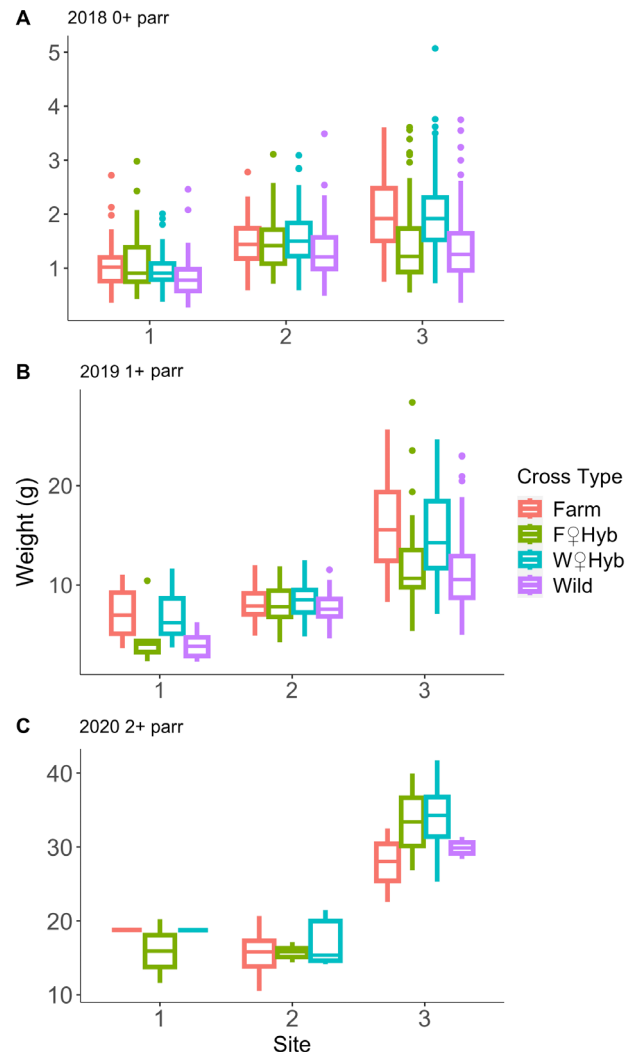 A
2018 0+ parr
5
4
3
2
1
1 2 3
B
2019 1+ parr
20
10
1 2 3
Weight (g)
Cross Type
Farm
F♀Hyb
W♀Hyb
Wild
C
2020 2+ parr
40
30
20
10
1 2 3
Site